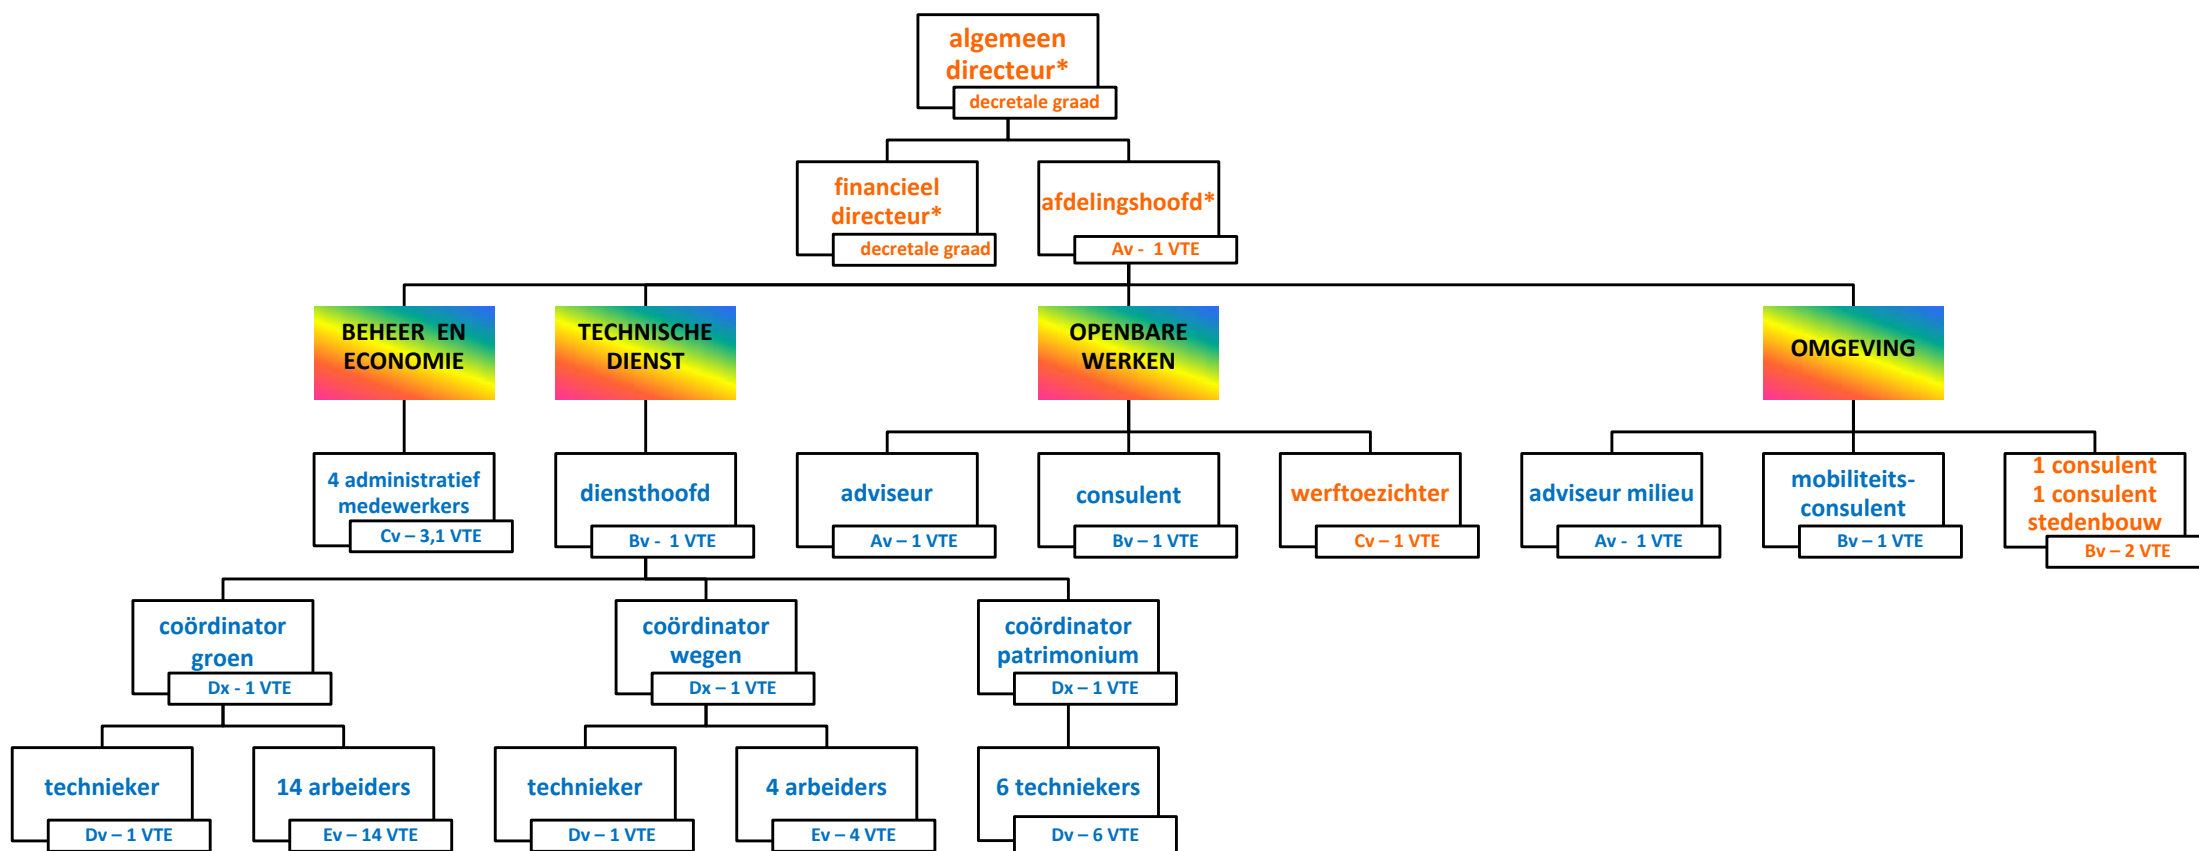 algemeen
directeur*
decretale graad
financieel
directeur*
decretale graad
afdelingshoofd*
Av - 1 VTE
BEHEER EN
ECONOMIE
TECHNISCHE
DIENST
OPENBARE
WERKEN
OMGEVING
4 administratief
medewerkers
Cv – 3,1 VTE
diensthoofd
Bv - 1 VTE
adviseur
Av – 1 VTE
consulent
Bv – 1 VTE
werftoezichter
Cv – 1 VTE
adviseur milieu
Av - 1 VTE
mobiliteits-
consulent
Bv – 1 VTE
1 consulent
1 consulent
stedenbouw
Bv – 2 VTE
coördinator
groen
Dx - 1 VTE
coördinator
wegen
Dx – 1 VTE
coördinator
patrimonium
Dx – 1 VTE
technieker
Dv – 1 VTE
14 arbeiders
Ev – 14 VTE
technieker
Dv – 1 VTE
4 arbeiders
Ev – 4 VTE
6 techniekers
Dv – 6 VTE